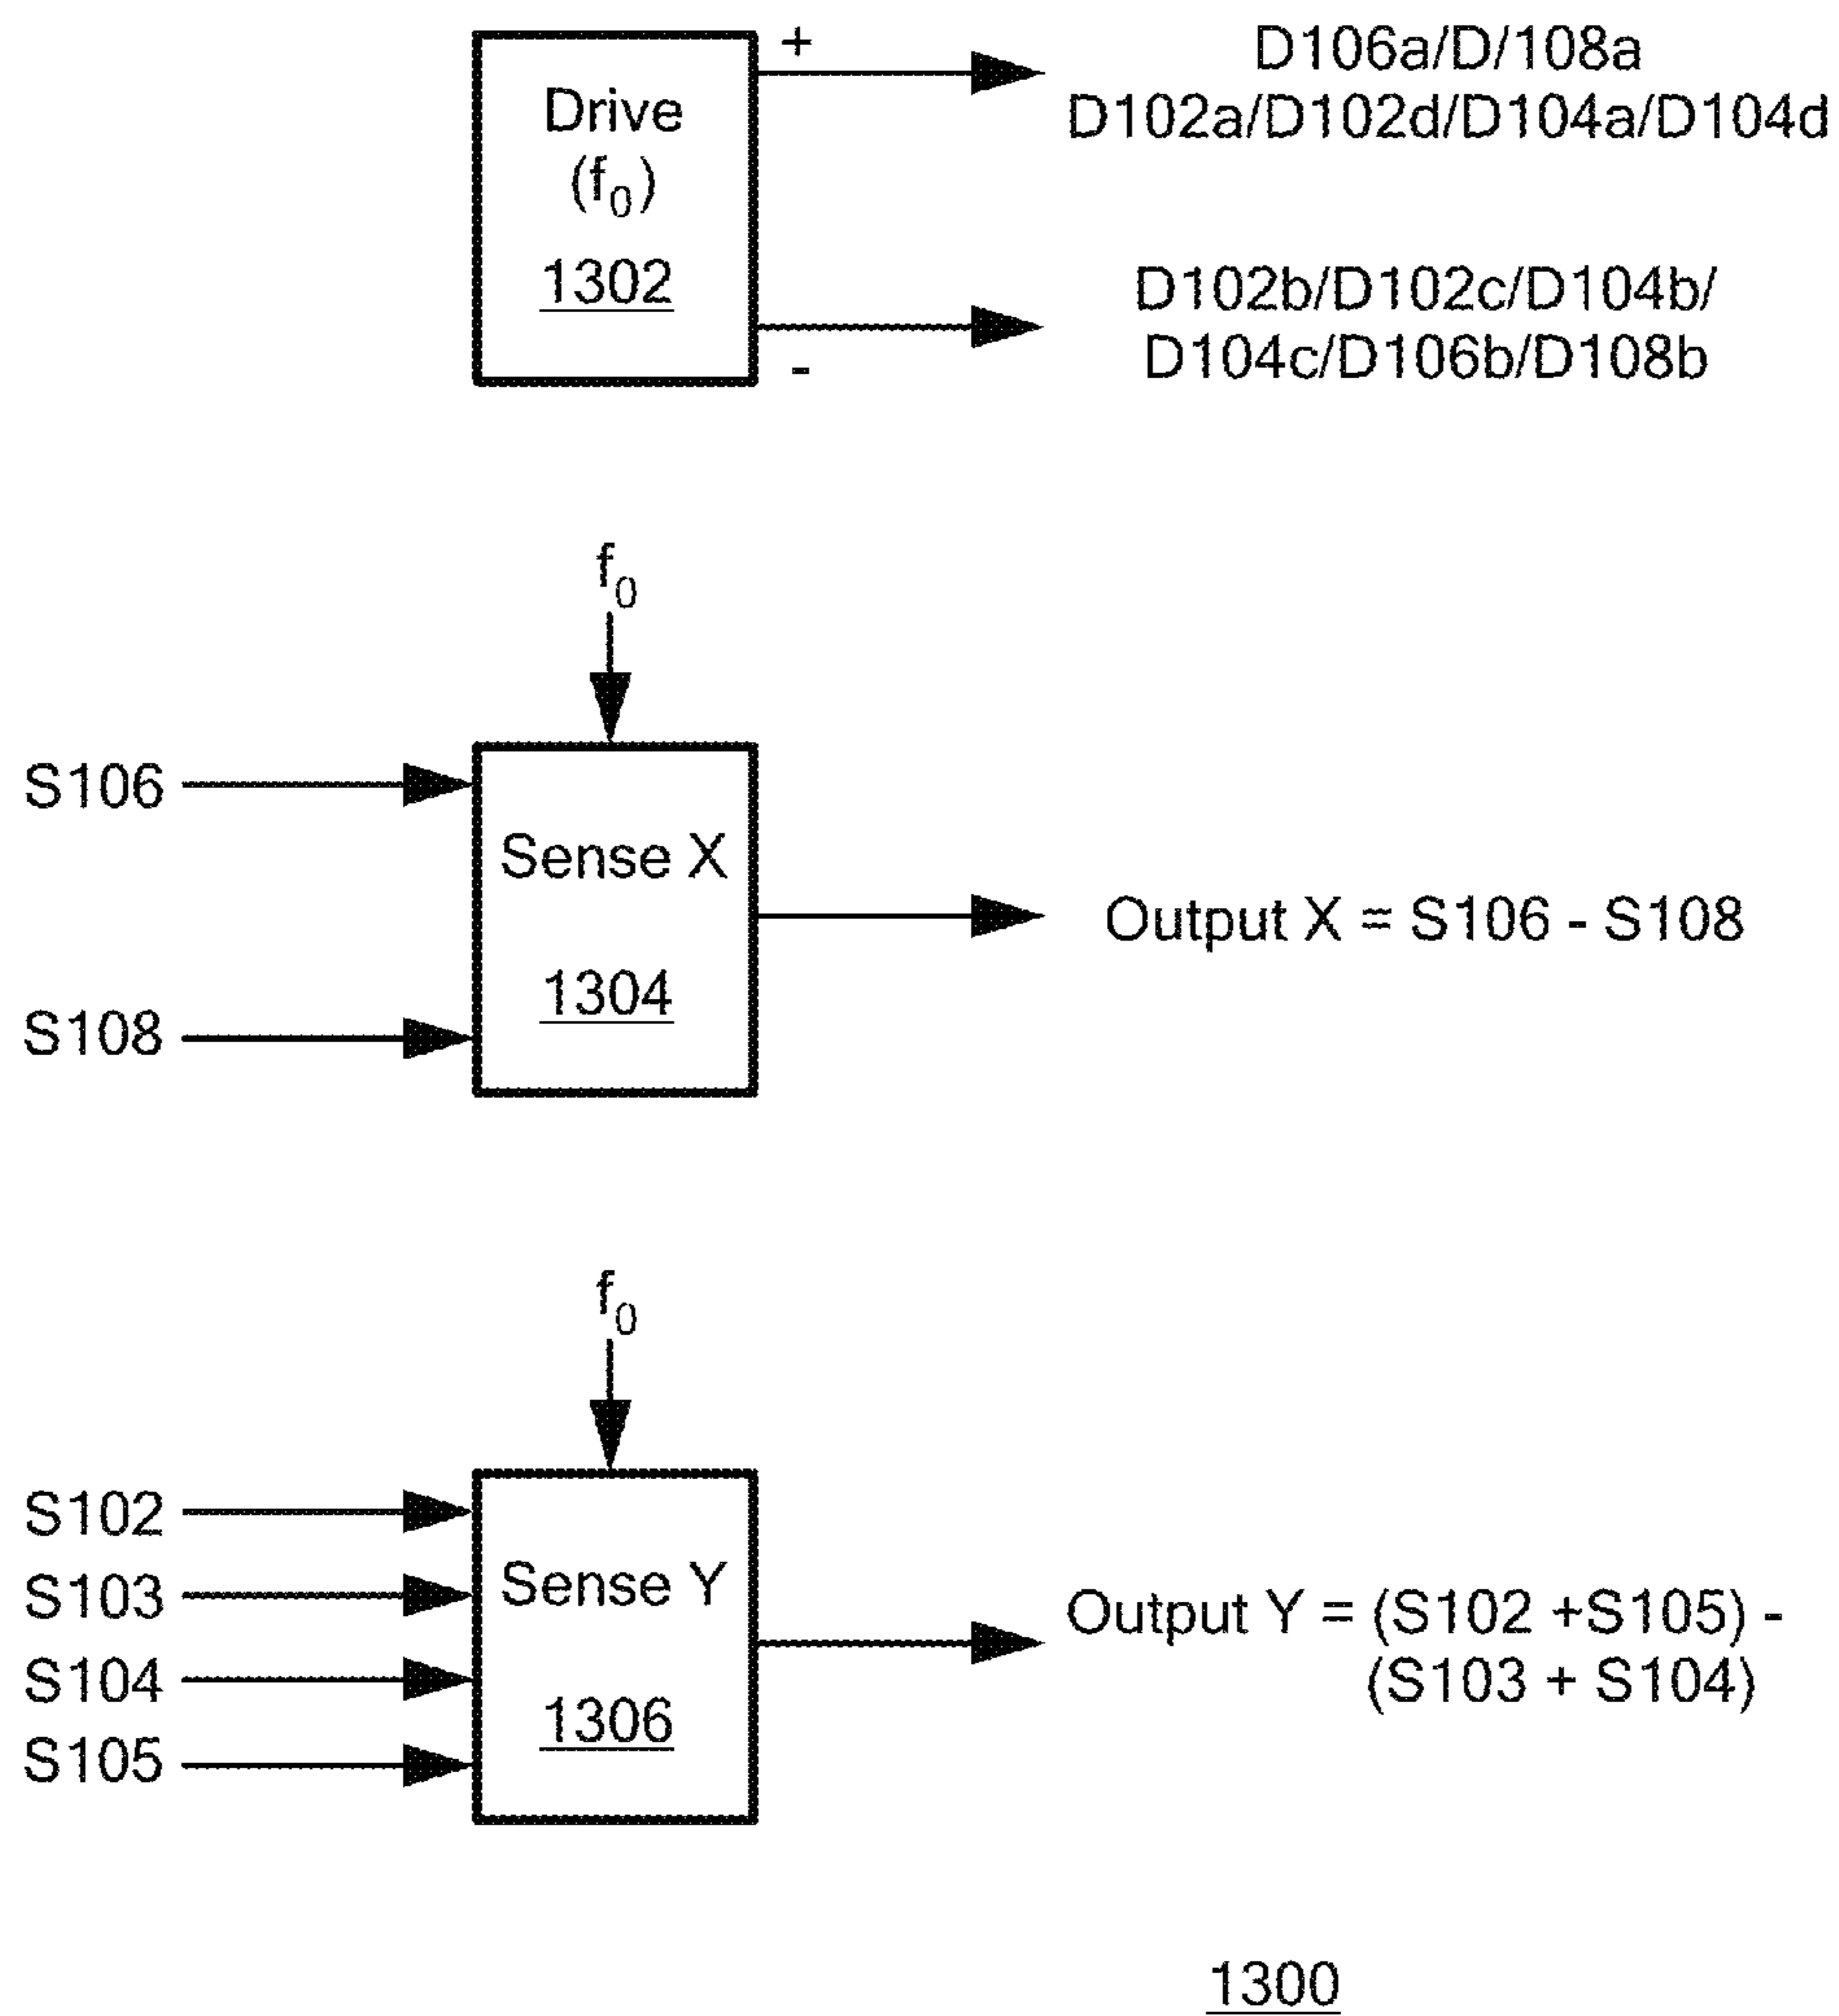 +
D106a/D/108a
D102a/D102d/D104a/D104d
Drive
(f0)
1302
D102b/D102c/D104b/
D104c/D106b/D108b
-
f0
S106
Sense X
Output X = S106 - S108
1304
S108
f0
S102
S103
S104
S105
Sense Y
1306
Output Y = (S102 +S105) -
(S103 + S104)
1300